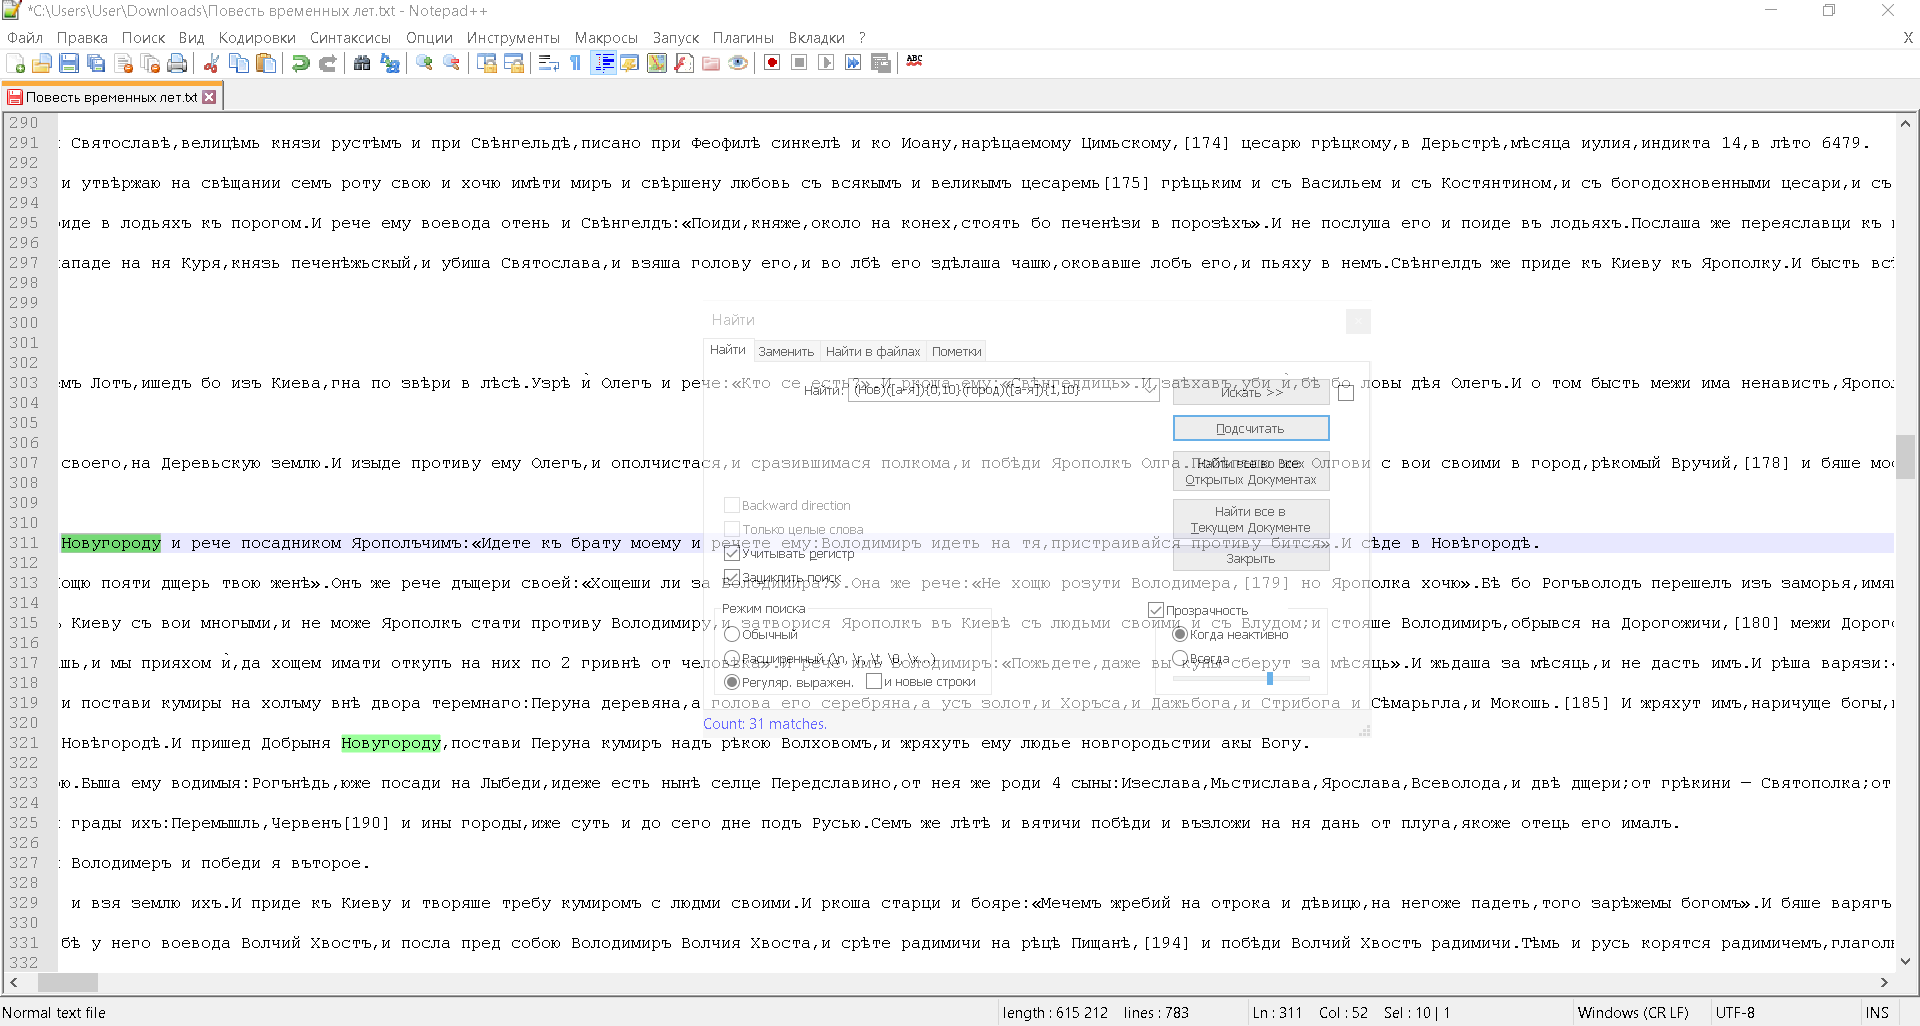 *C:\Users\User\Downloads\Повесть временных лет.txt - Notepad++
Файл Правка Поиск Вид Кодировки Синтаксисы Опции Инструменты Макросы Запуск Плагины Вкладки ? X
ABC
Повесть временных лет.txt
290
291 Святославѣ,велицѣмь князи рустѣмъ и при Свѣнгельдѣ,писано при Феофилѣ синкелѣ и ко Иоану,нарѣцаемому Цимьскому,[174] цесарю грѣцкому,в Дерьстрѣ,мѣсяца иулия,индикта 14,в лѣто 6479.
292
293 и утвѣржаю на свѣщании семъ роту свою и хочю имѣти миръ и свѣршену любовь съ всякымъ и великымъ цесаремь[175] грѣцьким и съ Васильем и съ Костянтином,и съ богодохновенными цесари,и съ
294
295 иде в лодьяхъ къ порогом.И рече ему воевода отень и Свѣнгелдъ:«Поиди,княже,около на конех,стоять бо печенѣзи в порозѣхъ».И не послуша его и поиде въ лодьяхъ.Послаша же переяславци къ
296
297 ападе на ня Куря,князь печенѣжьский,и убиша Святослава,и взяша голову его,и во лбѣ его здѣлаша чашю,оковавше лобъ его,и пьяху в немъ.Свѣнгелдъ же приде къ Киеву къ Ярополку.И бысть вс
298
299
300
301
302
303 мъ Лотъ,ишедъ бо изъ Киева,гна по звѣри в лѣсѣ.Узрѣ и̇ Олегъ и рече:«Кто се есть?».И ркоша ему:«Свѣнгелдиць».И,заѣхавъ,уби и̇,бѣ бо ловы дѣя Олегъ.И о том бысть межи има ненависть,Яропо
304
305
306
307 своего,на Деревьскую землю.И изыде противу ему Олегъ,и ополчистася,и сразившимася полкома,и побѣди Ярополкъ Олга. Олгови с вои своими в город,рѣкомый Вручий,[178] и бяше мо
308
309
310
311 Новугороду и рече посадником Ярополъчимъ:«Идете къ брату моему и речете ему:Володимиръ идеть на тя,пристраивайся противу битися».И сѣде в Новѣгородѣ.
312
313 ощю пояти дщерь твою женѣ».Онъ же рече дъщери своей:«Хощеши ли за Володимира?».Она же рече:«Не хощю розути Володимера,[179] но Ярополка хочю».Бѣ бо Рогъволодъ перешелъ изъ заморья,имя
314
315 Киеву съ вои многыми,и не може Ярополкъ стати противу Володимиру,и затворися Ярополкъ въ Киевѣ съ людьми своими и съ Блудом;и стояше Володимиръ,обрывся на Дорогожичи,[180] межи Дорог
316
317 шь,и мы прияхом и̇,да хощем имати откупъ на них по 2 гривнѣ от человѣка».И рече имъ Володимиръ:«Пожьдете,даже вы куны сберут за мѣсяць».И жьдаша за мѣсяць,и не дасть имъ.И рѣша варязи:
318
319 и постави кумиры на холъму внѣ двора теремнаго:Перуна деревяна,а голова его серебряна,а усъ золот,и Хоръса,и Дажьбога,и Стрибога и Сѣмарьгла,и Мокошь.[185] И жряхут имъ,наричуще богы,
320
321 Новѣгородѣ.И пришед Добрыня Новугороду,постави Перуна кумиръ надъ рѣкою Волховомъ,и жряхуть ему людье новгородьстии акы Богу.
322
323 ю.Быша ему водимыя:Рогънѣдь,юже посади на Лыбеди,идеже есть нынѣ селце Передславино,от нея же роди 4 сыны:Изеслава,Мьстислава,Ярослава,Всеволода,и двѣ дщери;от грѣкини — Святополка;от
324
325 грады ихъ:Перемышль,Червенъ[190] и ины городы,иже суть и до сего дне подъ Русью.Семъ же лѣтѣ и вятичи побѣди и възложи на ня дань от плуга,якоже отець его ималъ.
326
327 Володимеръ и победи я въторое.
328
329 и взя землю ихъ.И приде къ Киеву и творяше требу кумиромъ с людми своими.И ркоша старци и бояре:«Мечемъ жребий на отрока и дѣвицю,на негоже падеть,того зарѣжемы богомъ».И бяше варягъ
330
331 бѣ у него воевода Волчий Хвостъ,и посла пред собою Володимиръ Волчия Хвоста,и срѣте радимичи на рѣцѣ Пищанѣ,[194] и побѣди Волчий Хвостъ радимичи.Тѣмь и русь корятся радимичемъ,глагол
332
Найти
Найти Заменить Найти в файлах Пометки
Найти: (Нов)([а-я]){0,10}(город)([а-я]){1,10}
Искать >>
Подсчитать
Найти все во Всех
Открытых Документах
Найти все в
Текущем Документе
Закрыть
Backward direction
Только целые слова
Учитывать регистр
Зациклить поиск
Режим поиска
Обычный
Расширенный (\n, \r, \t, \0, \x...)
Регуляр. выражен. и новые строки
Прозрачность
Когда неактивно
Всегда
Count: 31 matches.
Normal text file length : 615 212 lines : 783 Ln : 311 Col : 52 Sel : 10 | 1 Windows (CR LF) UTF-8 INS